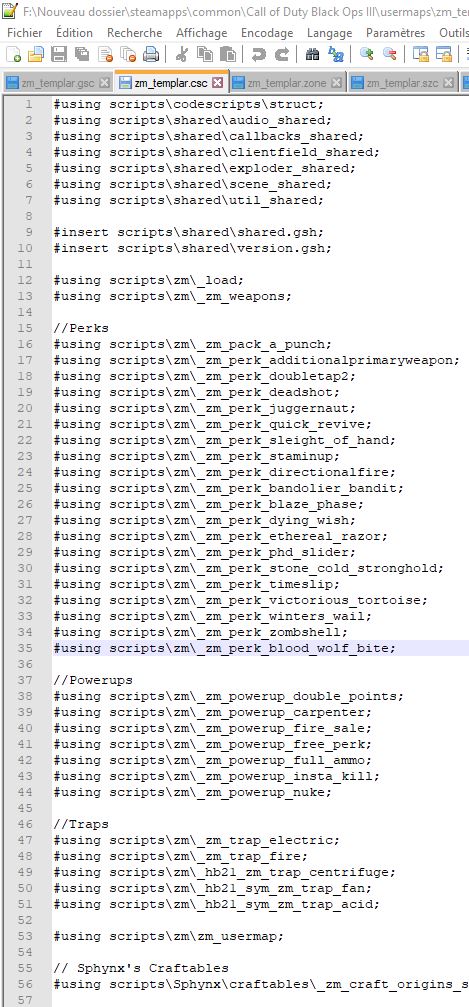 F:\Nouveau dossier\steamapps\common\Call of Duty Black Ops III\usermaps\zm_te
Fichier Édition Recherche Affichage Encodage Langage Paramètres Outils
zm_templar.gsc zm_templar.csc zm_templar.zone zm_templar.szc
1 #using scripts\codescripts\struct;
2 #using scripts\shared\audio_shared;
3 #using scripts\shared\callbacks_shared;
4 #using scripts\shared\clientfield_shared;
5 #using scripts\shared\exploder_shared;
6 #using scripts\shared\scene_shared;
7 #using scripts\shared\util_shared;
8
9 #insert scripts\shared\shared.gsh;
10 #insert scripts\shared\version.gsh;
11
12 #using scripts\zm\_load;
13 #using scripts\zm\_zm_weapons;
14
15 //Perks
16 #using scripts\zm\_zm_pack_a_punch;
17 #using scripts\zm\_zm_perk_additionalprimaryweapon;
18 #using scripts\zm\_zm_perk_doubletap2;
19 #using scripts\zm\_zm_perk_deadshot;
20 #using scripts\zm\_zm_perk_juggernaut;
21 #using scripts\zm\_zm_perk_quick_revive;
22 #using scripts\zm\_zm_perk_sleight_of_hand;
23 #using scripts\zm\_zm_perk_staminup;
24 #using scripts\zm\_zm_perk_directionalfire;
25 #using scripts\zm\_zm_perk_bandolier_bandit;
26 #using scripts\zm\_zm_perk_blaze_phase;
27 #using scripts\zm\_zm_perk_dying_wish;
28 #using scripts\zm\_zm_perk_ethereal_razor;
29 #using scripts\zm\_zm_perk_phd_slider;
30 #using scripts\zm\_zm_perk_stone_cold_stronghold;
31 #using scripts\zm\_zm_perk_timeslip;
32 #using scripts\zm\_zm_perk_victorious_tortoise;
33 #using scripts\zm\_zm_perk_winters_wail;
34 #using scripts\zm\_zm_perk_zombshell;
35 #using scripts\zm\_zm_perk_blood_wolf_bite;
36
37 //Powerups
38 #using scripts\zm\_zm_powerup_double_points;
39 #using scripts\zm\_zm_powerup_carpenter;
40 #using scripts\zm\_zm_powerup_fire_sale;
41 #using scripts\zm\_zm_powerup_free_perk;
42 #using scripts\zm\_zm_powerup_full_ammo;
43 #using scripts\zm\_zm_powerup_insta_kill;
44 #using scripts\zm\_zm_powerup_nuke;
45
46 //Traps
47 #using scripts\zm\_zm_trap_electric;
48 #using scripts\zm\_zm_trap_fire;
49 #using scripts\zm\_hb21_zm_trap_centrifuge;
50 #using scripts\zm\_hb21_sym_zm_trap_fan;
51 #using scripts\zm\_hb21_sym_zm_trap_acid;
52
53 #using scripts\zm\zm_usermap;
54
55 // Sphynx's Craftables
56 #using scripts\Sphynx\craftables\_zm_craft_origins_s
57